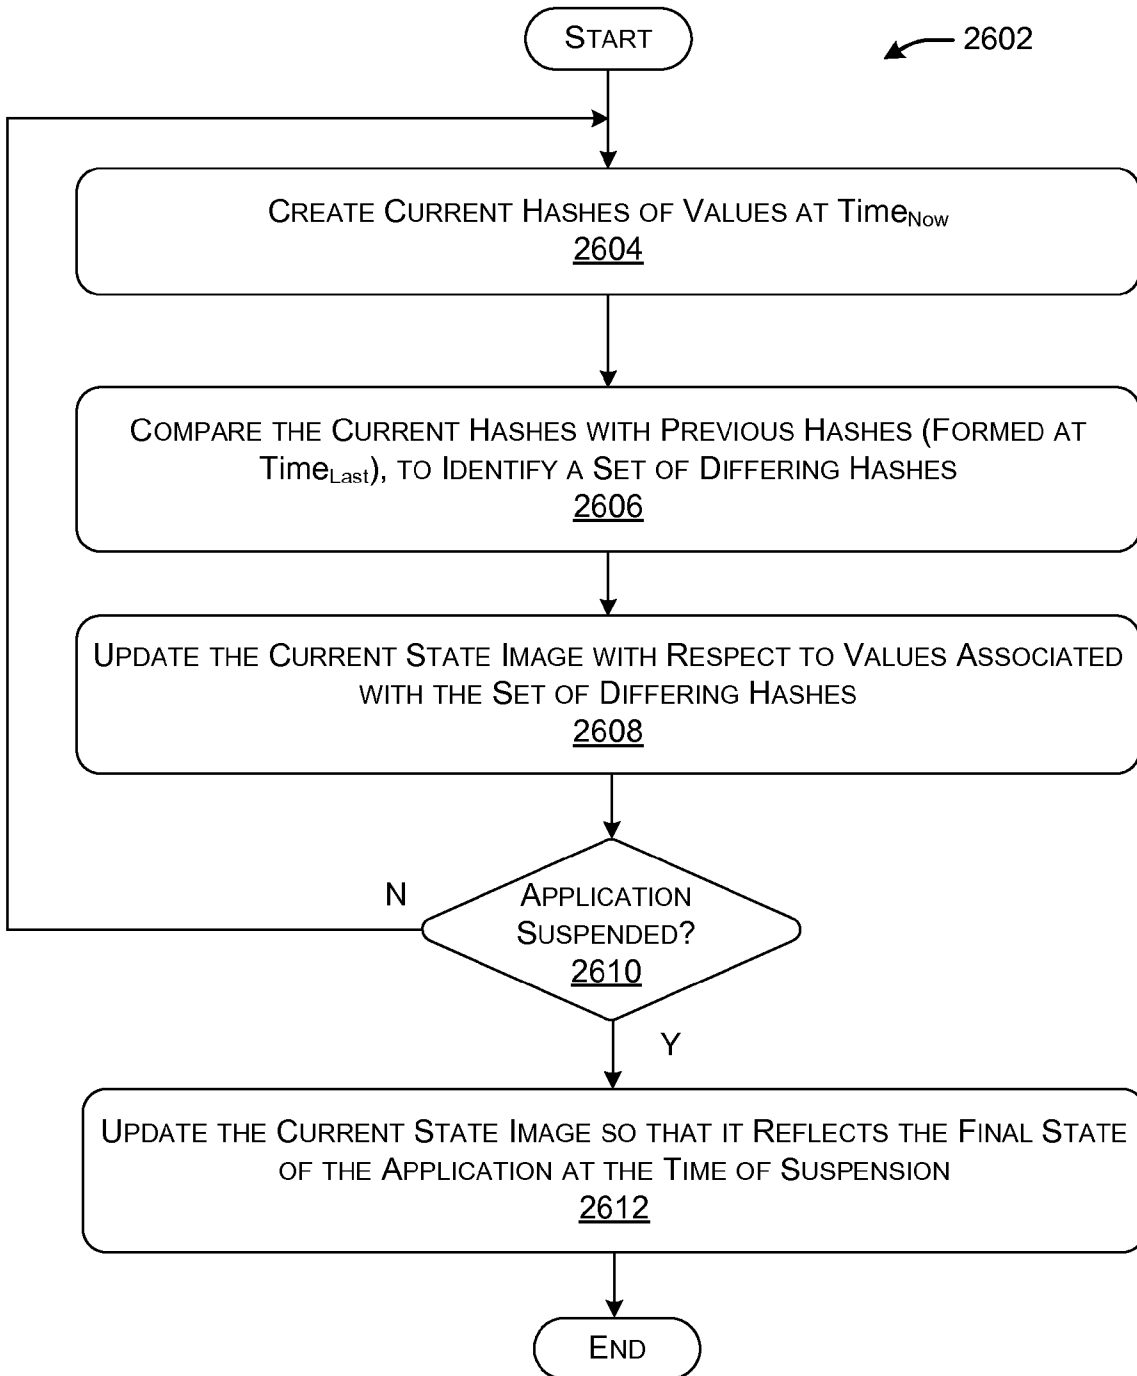 START
2602
CREATE CURRENT HASHES OF VALUES AT TimeNow
2604
COMPARE THE CURRENT HASHES WITH PREVIOUS HASHES (FORMED AT
TimeLast), TO IDENTIFY A SET OF DIFFERING HASHES
2606
UPDATE THE CURRENT STATE IMAGE WITH RESPECT TO VALUES ASSOCIATED
WITH THE SET OF DIFFERING HASHES
2608
N
APPLICATION
SUSPENDED?
2610
Y
UPDATE THE CURRENT STATE IMAGE SO THAT IT REFLECTS THE FINAL STATE
OF THE APPLICATION AT THE TIME OF SUSPENSION
2612
END